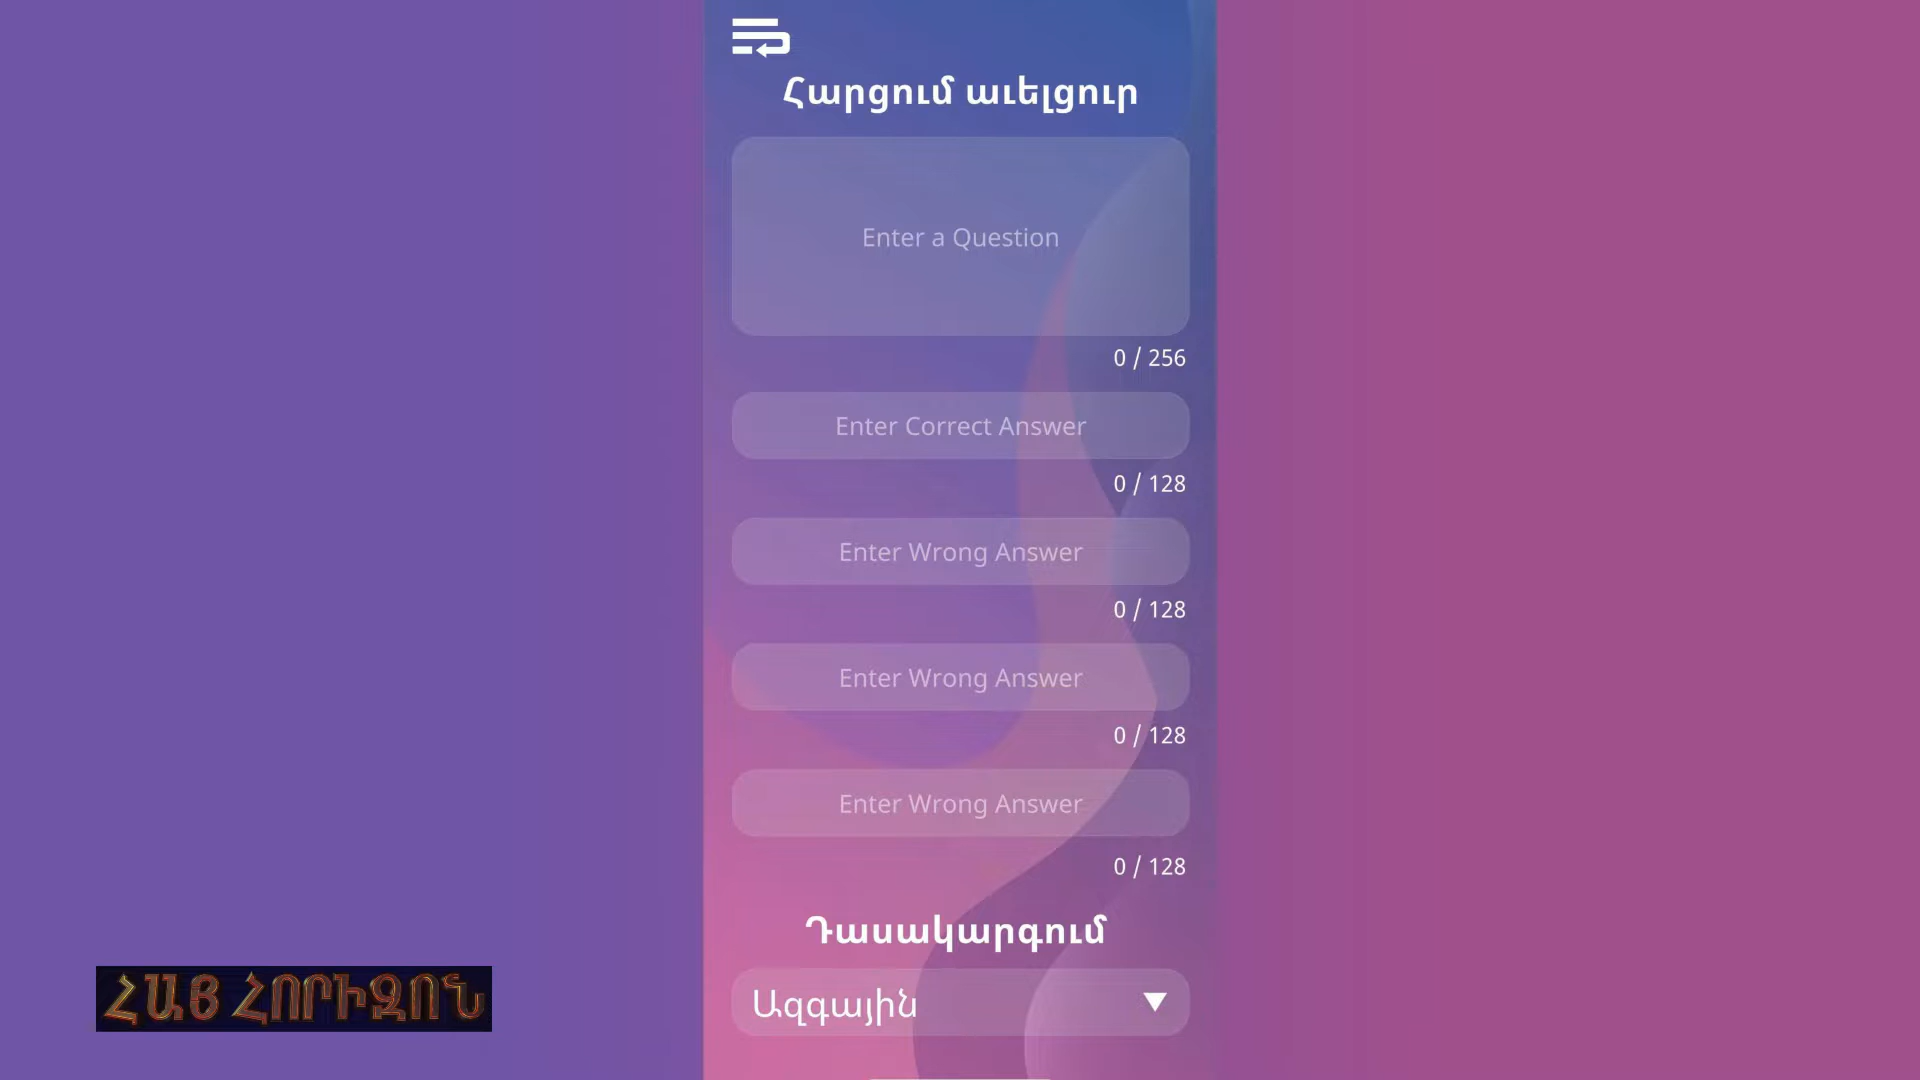 Հարցում աւելցուր
Enter a Question
0 / 256
Enter Correct Answer
0 / 128
Enter Wrong Answer
0 / 128
Enter Wrong Answer
0 / 128
Enter Wrong Answer
0 / 128
Դասակարգում
Ազգային
ՀԱՅ ՀՈՐԻԶՈՆ